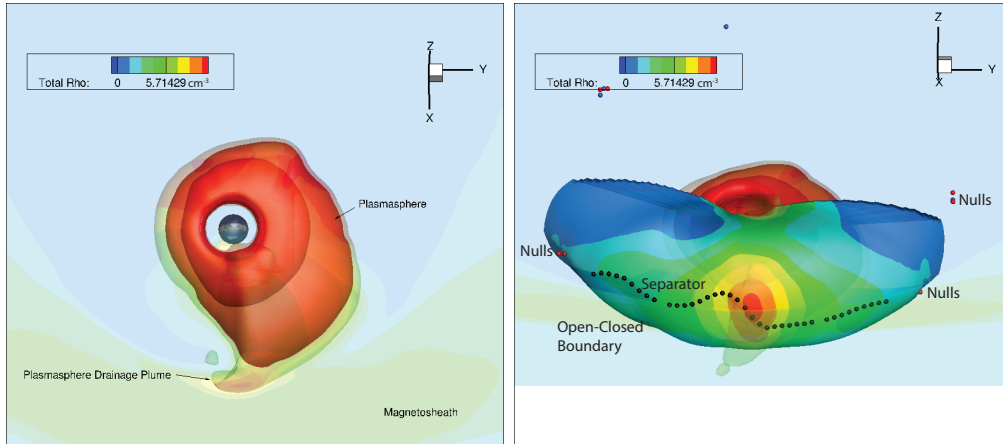 Total Rho: 0 5.71429 cm-3
Z
Y
X
Plasmasphere
Plasmasphere Drainage Plume
Magnetosheath
Total Rho: 0 5.71429 cm-3
Z
Y
X
Nulls
Nulls
Separator
Nulls
Open-Closed
Boundary